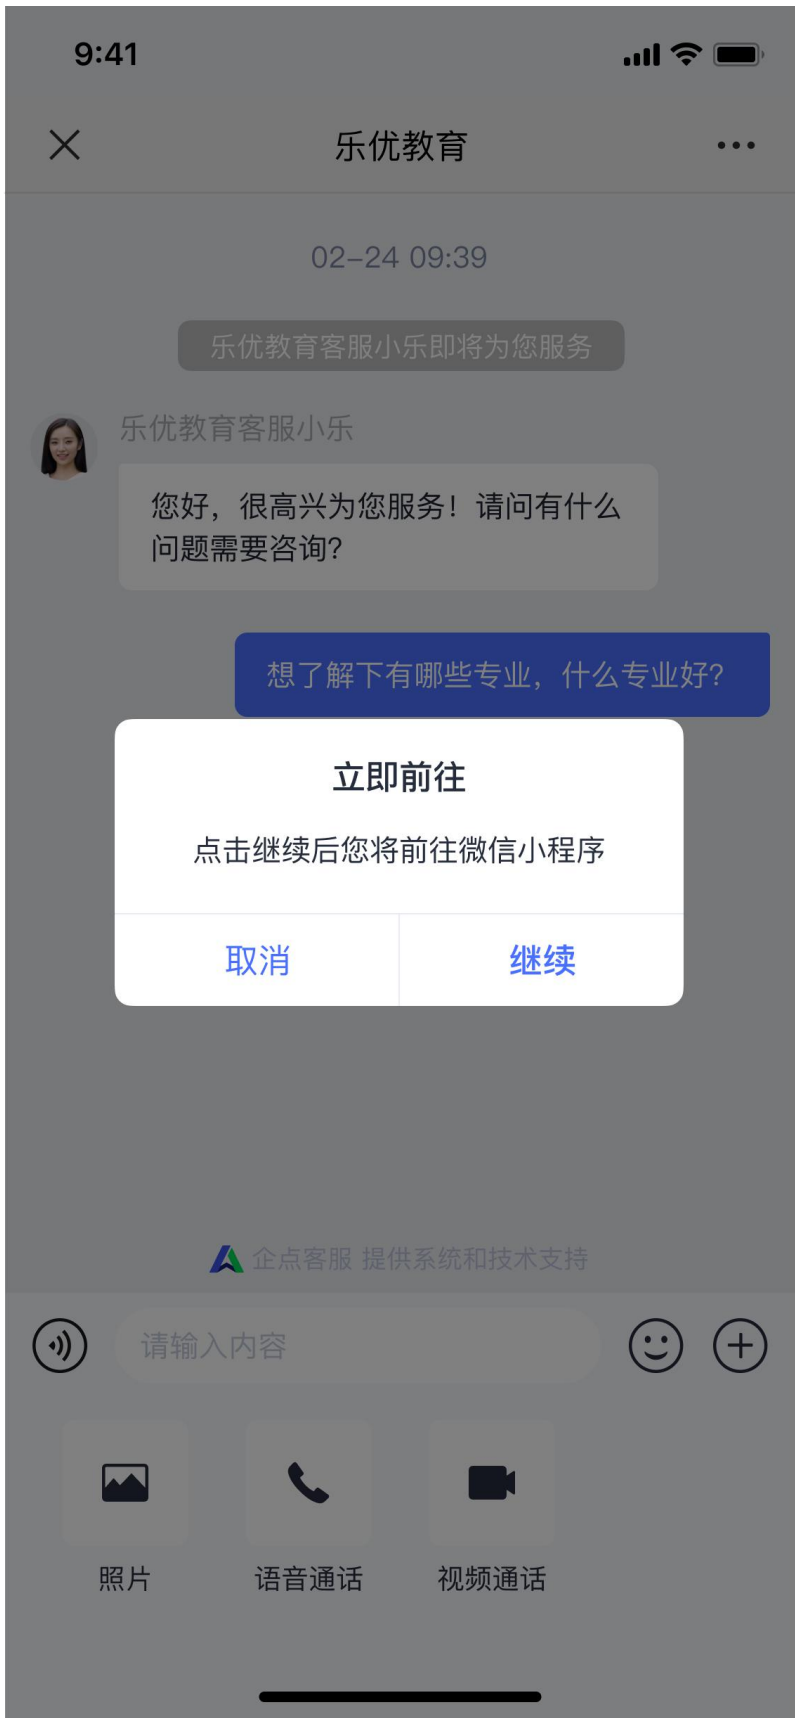 9:41
乐优教育
02-24 09:39
乐优教育客服小乐即将为您服务
乐优教育客服小乐
您好，很高兴为您服务！请问有什么
问题需要咨询？
想了解下有哪些专业，什么专业好？
立即前往
点击继续后您将前往微信小程序
取消
继续
企点客服 提供系统和技术支持
请输入内容
照片
语音通话
视频通话